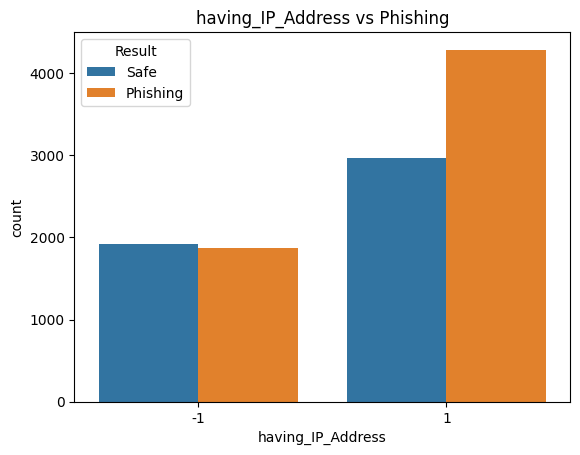 having_IP_Address vs Phishing
Result
Safe
Phishing
4000
3000
2000
1000
0
count
-1
1
having_IP_Address